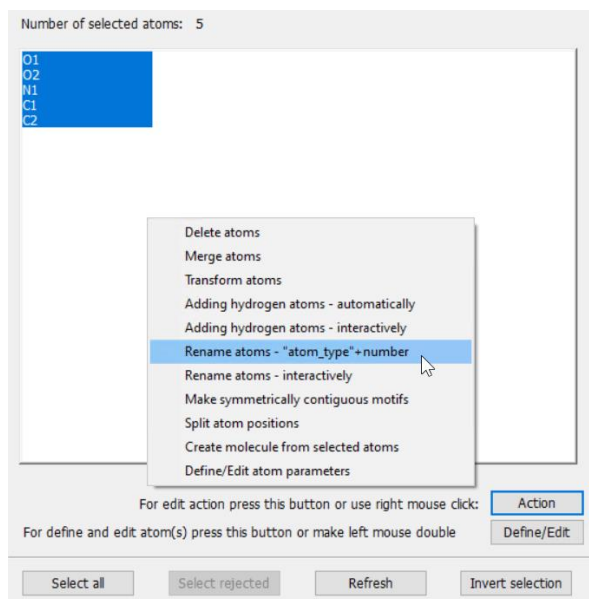 Number of selected atoms: 5
O1
O2
N1
C1
C2
Delete atoms
Merge atoms
Transform atoms
Adding hydrogen atoms - automatically
Adding hydrogen atoms - interactively
Rename atoms - "atom_type"+number
Rename atoms - interactively
Make symmetrically contiguous motifs
Split atom positions
Create molecule from selected atoms
Define/Edit atom parameters
For edit action press this button or use right mouse click: Action
For define and edit atom(s) press this button or make left mouse double Define/Edit
Select all Select rejected Refresh Invert selection